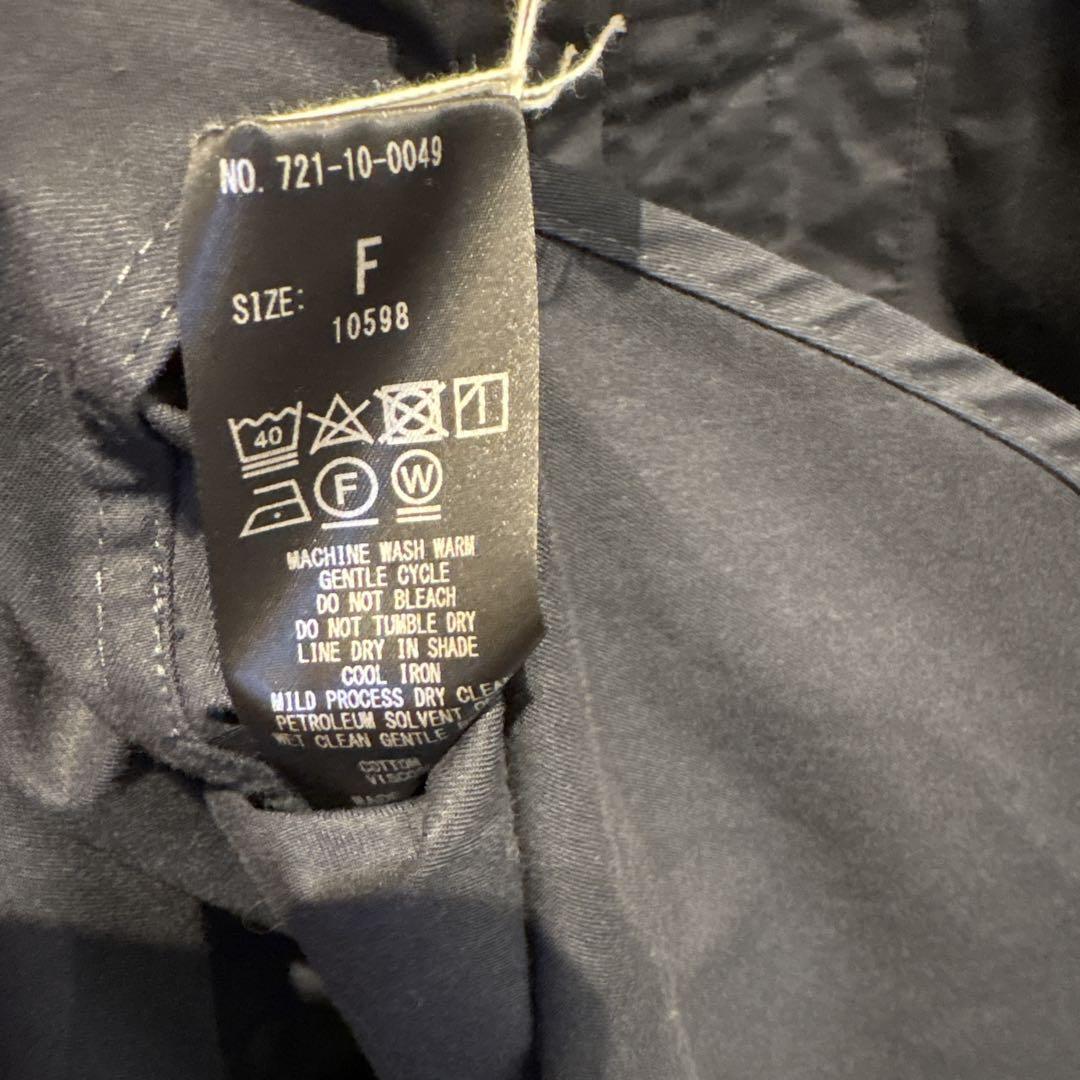 NO. 721-10-0049
F
SIZE:
10598
40
F W
MACHINE WASH WARM
GENTLE CYCLE
DO NOT BLEACH
DO NOT TUMBLE DRY
LINE DRY IN SHADE
COOL IRON
MILD PROCESS DRY CLEA
PETROLEUM SOLVENT
WET CLEAN GENTLE
COTTON